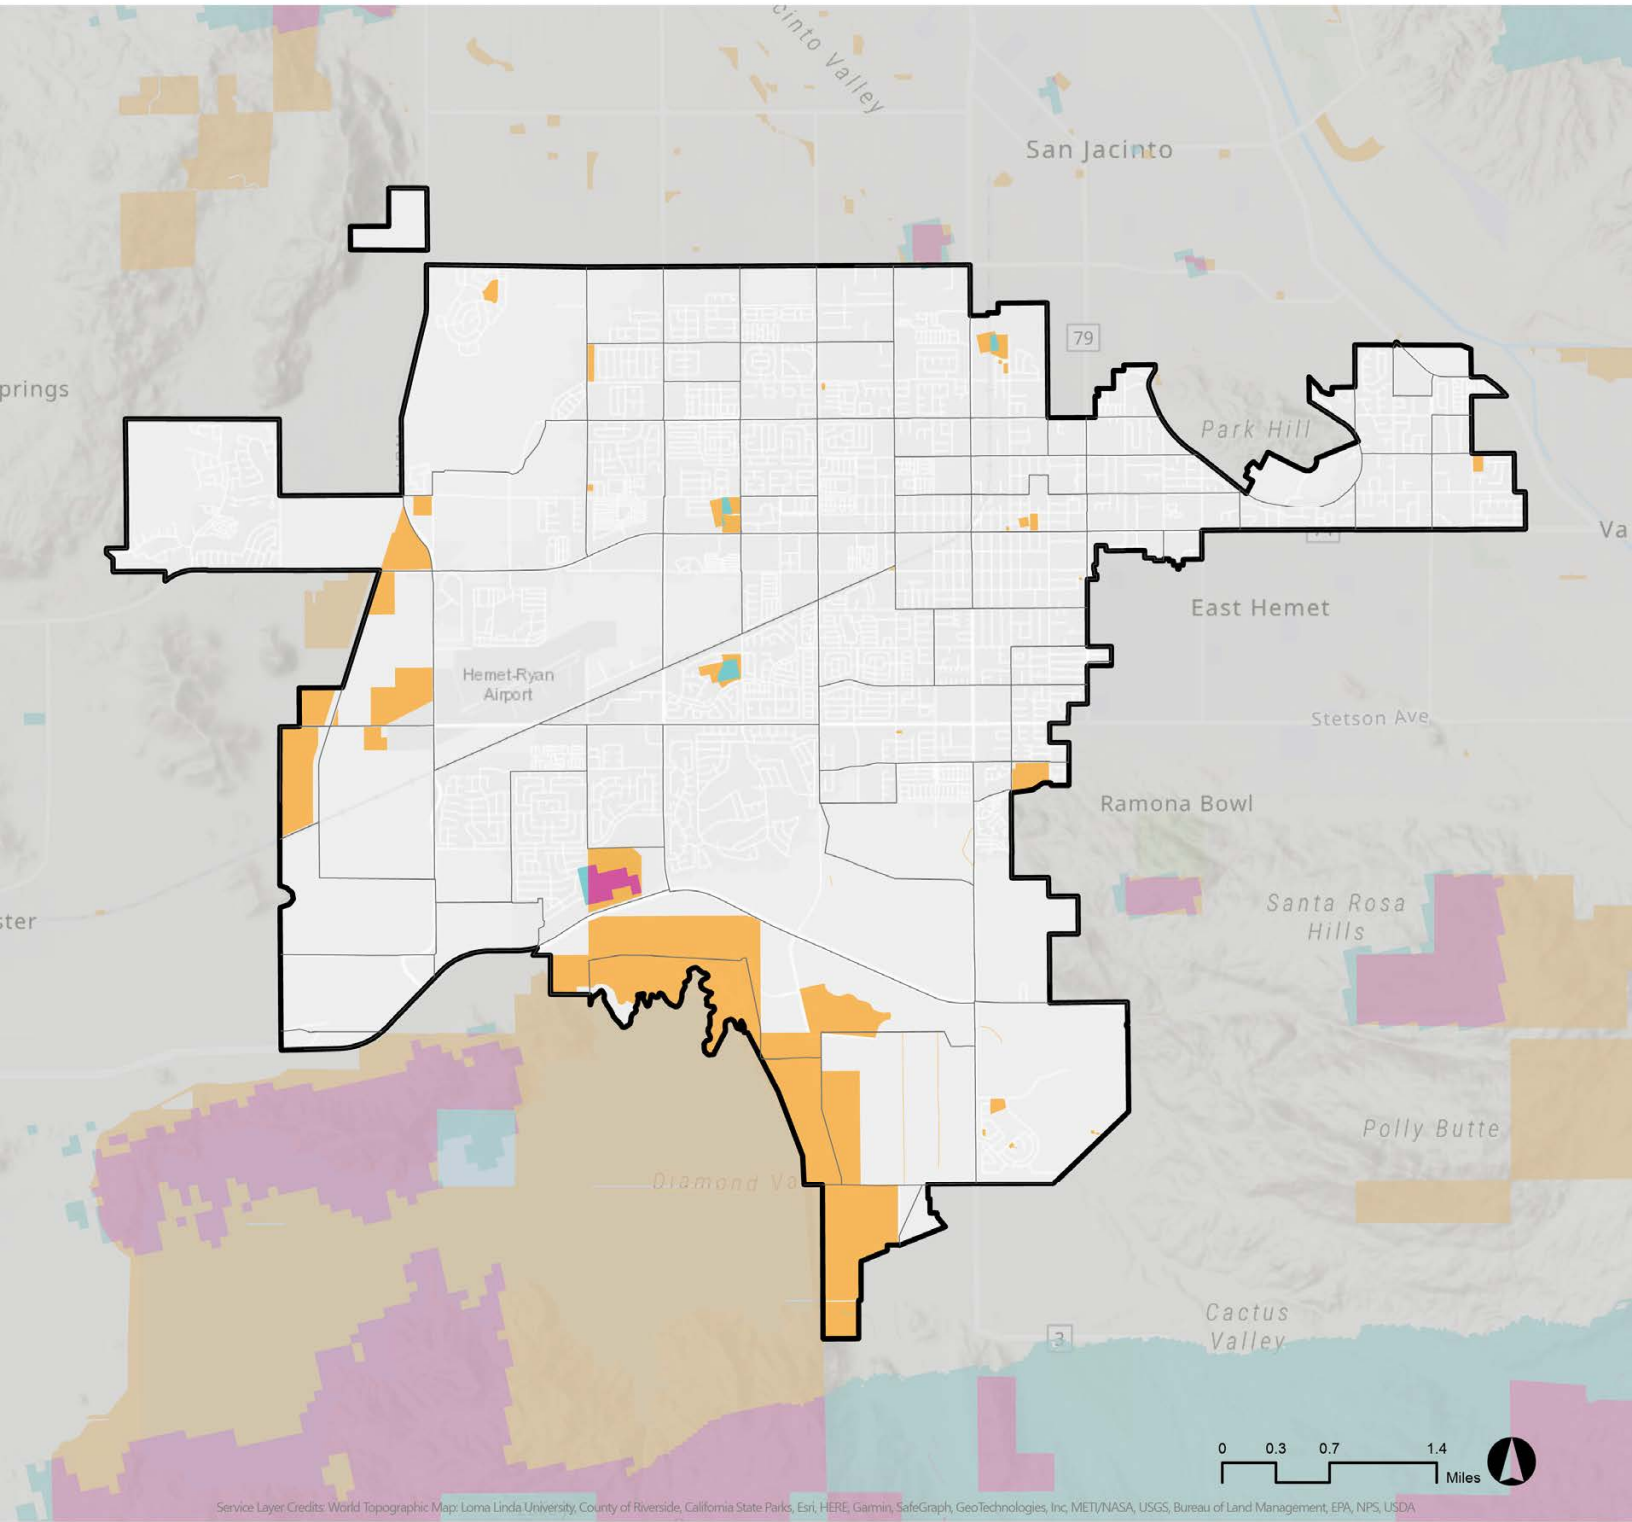 cinto Valley
San Jacinto
79
prings
Park Hill
Va
East Hemet
Hemet-Ryan
Airport
Stetson Ave
Ramona Bowl
Santa Rosa
Hills
ster
Polly Butte
Diamond Va
Cactus
Valley
3
0 0.3 0.7 1.4
Miles
Service Layer Credits: World Topographic Map: Loma Linda University, County of Riverside, California State Parks, Esri, HERE, Garmin, SafeGraph, GeoTechnologies, Inc, METI/NASA, USGS, Bureau of Land Management, EPA, NPS, USDA